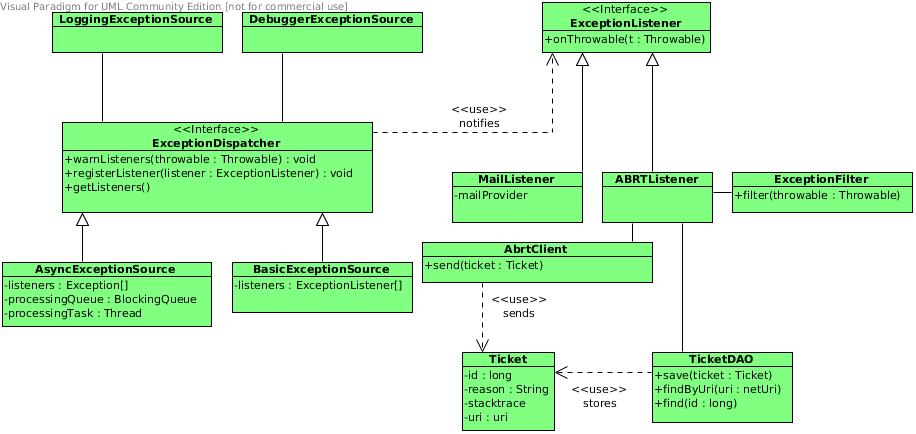 Visual Paradigm for UML Community Edition [not for commercial use]
LoggingExceptionSource
DebuggerExceptionSource
<<Interface>>
ExceptionListener
+onThrowable(t : Throwable)
<<use>>
notifies
<<Interface>>
ExceptionDispatcher
+warnListeners(throwable : Throwable) : void
+registerListener(listener : ExceptionListener) : void
+getListeners()
MailListener
-mailProvider
ABRTListener
ExceptionFilter
+filter(throwable : Throwable)
AbrtClient
+send(ticket : Ticket)
AsyncExceptionSource
-listeners : Exception[]
-processingQueue : BlockingQueue
-processingTask : Thread
BasicExceptionSource
-listeners : ExceptionListener[]
<<use>>
sends
Ticket
-id : long
-reason : String
-stacktrace
-uri : uri
<<use>>
stores
TicketDAO
+save(ticket : Ticket)
+findByUri(uri : netUri)
+find(id : long)